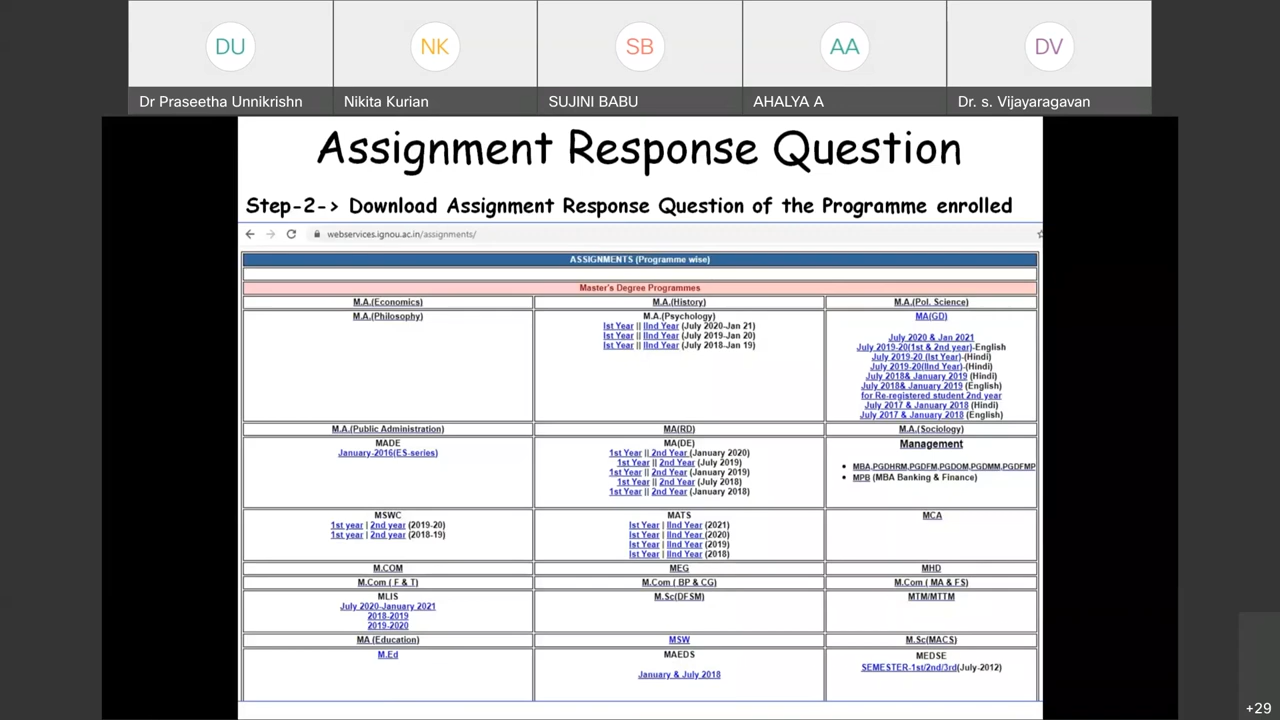 DU
NK
SB
AA
DV
Dr Praseetha Unnikrishn
Nikita Kurian
SUJINI BABU
AHALYA A
Dr. s. Vijayaragavan
Assignment Response Question
Step-2-> Download Assignment Response Question of the Programme enrolled
webservices.ignou.ac.in/assignments/
ASSIGNMENTS (Programme wise)
Master's Degree Programmes
M.A.(Economics)
M.A.(History)
M.A.(Pol. Science)
M.A.(Philosophy)
M.A.(Psychology)
Ist Year || IInd Year (July 2020-Jan 21)
Ist Year || IInd Year (July 2019-Jan 20)
Ist Year || IInd Year (July 2018-Jan 19)
MA(GD)
July 2020 & Jan 2021
July 2019-20(1st & 2nd year)-English
July 2019-20 (Ist Year)-(Hindi)
July 2019-20(IInd Year)-(Hindi)
July 2018& January 2019 (Hindi)
July 2018& January 2019 (English)
for Re-registered student 2nd year
July 2017 & January 2018 (Hindi)
July 2017 & January 2018 (English)
M.A.(Public Administration)
MA(RD)
M.A.(Sociology)
MADE
January-2016(ES-series)
MA(DE)
1st Year || 2nd Year (January 2020)
1st Year || 2nd Year (July 2019)
1st Year || 2nd Year (January 2019)
1st Year || 2nd Year (July 2018)
1st Year || 2nd Year (January 2018)
Management
• MBA,PGDHRM,PGDFM,PGDOM,PGDMM,PGDFMP
• MPB (MBA Banking & Finance)
MSWC
1st year | 2nd year (2019-20)
1st year | 2nd year (2018-19)
MATS
Ist Year | IInd Year (2021)
Ist Year | IInd Year (2020)
Ist Year | IInd Year (2019)
Ist Year | IInd Year (2018)
MCA
M.COM
MEG
MHD
M.Com ( F & T)
M.Com ( BP & CG)
M.Com ( MA & FS)
MLIS
July 2020-January 2021
2018-2019
2019-2020
M.Sc(DFSM)
MTM/MTTM
MA (Education)
MSW
M.Sc(MACS)
M.Ed
MAEDS
January & July 2018
MEDSE
SEMESTER-1st/2nd/3rd(July-2012)
+29